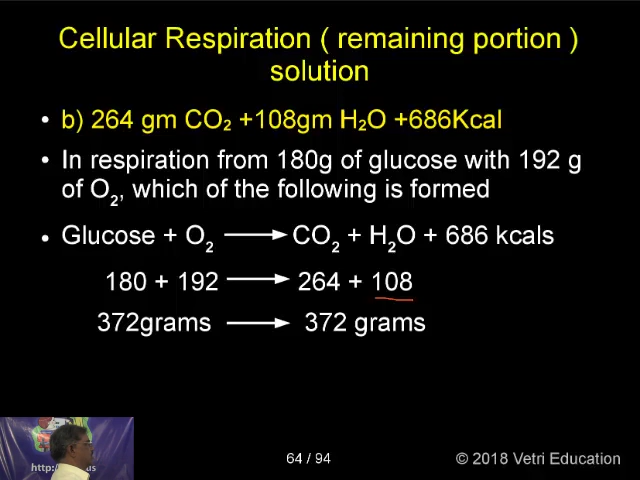 Cellular Respiration ( remaining portion )
solution
• b) 264 gm CO₂ +108gm H₂O +686Kcal
• In respiration from 180g of glucose with 192 g
of O₂, which of the following is formed
• Glucose + O₂ ⟶ CO₂ + H₂O + 686 kcals
180 + 192 ⟶ 264 + 108
372grams ⟶ 372 grams
64 / 94
© 2018 Vetri Education